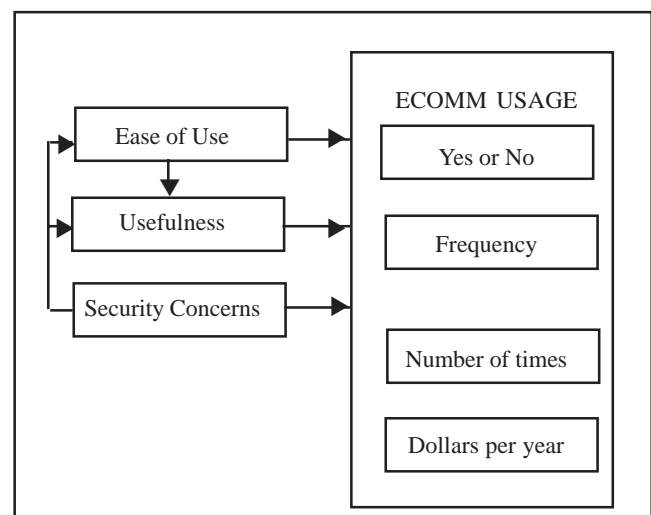 ECOMM USAGE
Ease of Use
Yes or No
Usefulness
Frequency
Security Concerns
Number of times
Dollars per year